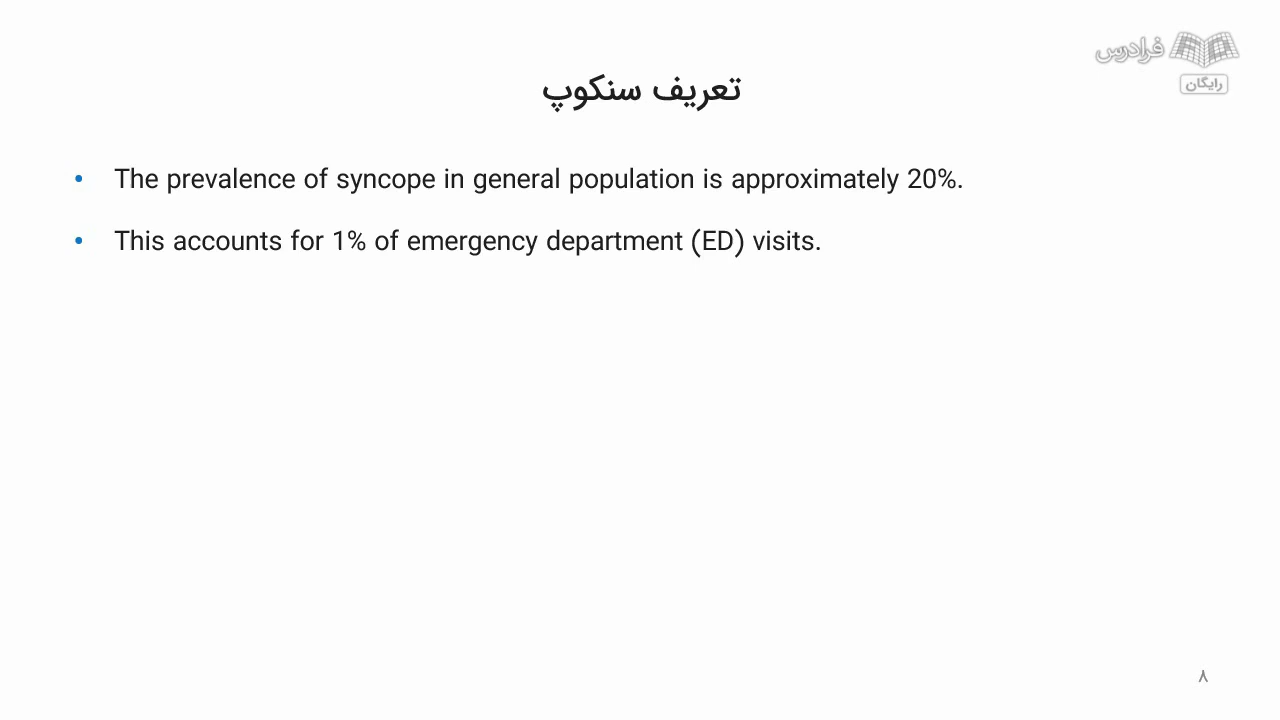 فرادرس
رایگان
تعریف سنکوپ
• The prevalence of syncope in general population is approximately 20%.
• This accounts for 1% of emergency department (ED) visits.
۸